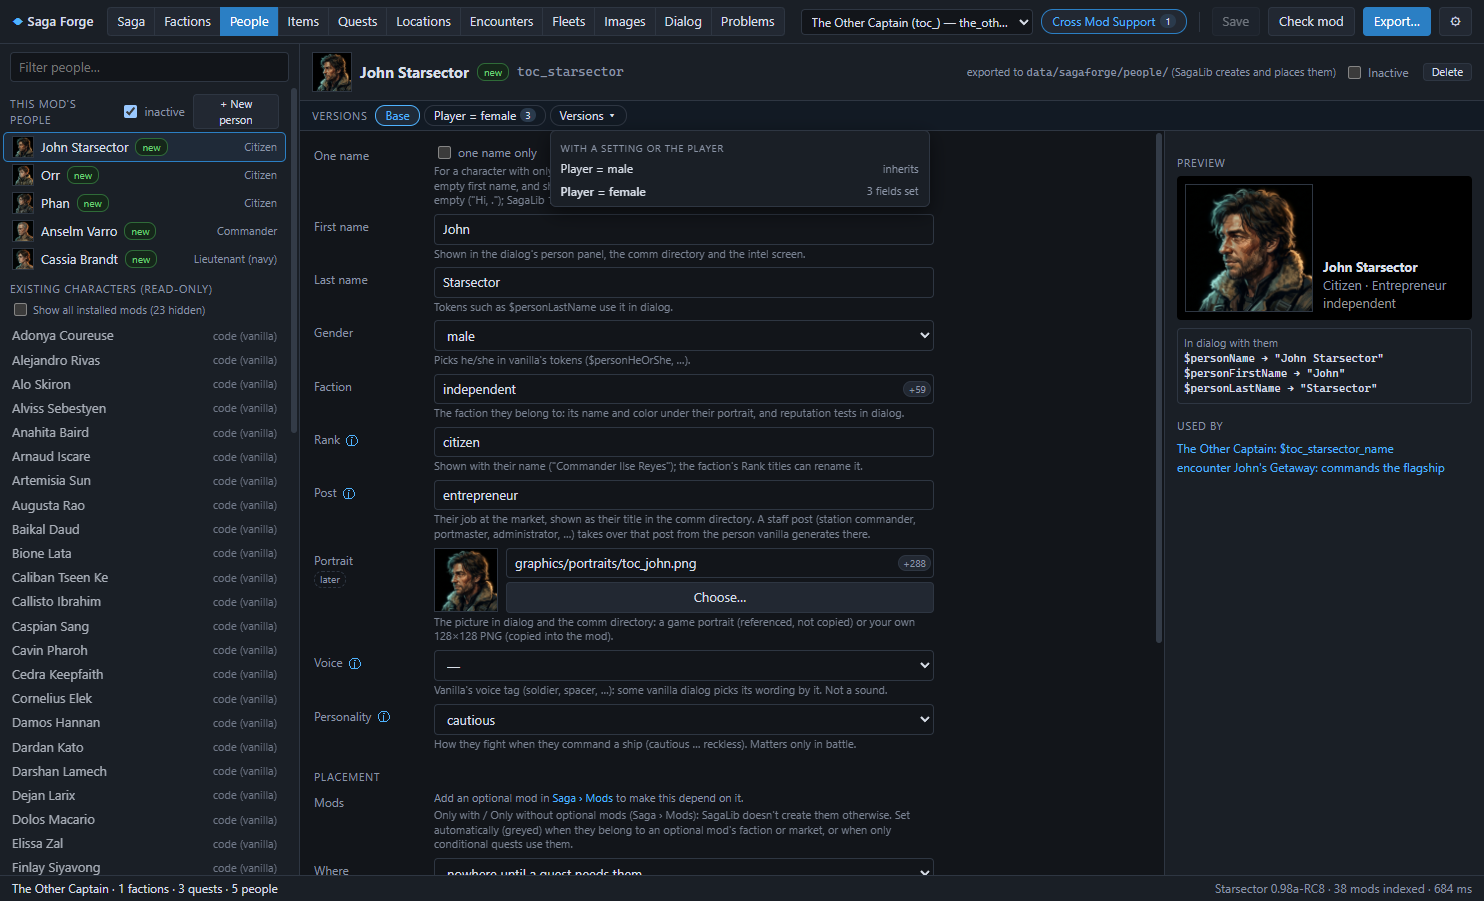 Saga Forge
Saga
Factions
People
Items
Quests
Locations
Encounters
Fleets
Images
Dialog
Problems
The Other Captain (toc_) — the_oth...
Cross Mod Support 1
Save
Check mod
Export...
Filter people...
THIS MOD'S PEOPLE
inactive
+ New person
John Starsector new Citizen
Orr new Citizen
Phan new Citizen
Anselm Varro new Commander
Cassia Brandt new Lieutenant (navy)
EXISTING CHARACTERS (READ-ONLY)
Show all installed mods (23 hidden)
Adonya Coureuse code (vanilla)
Alejandro Rivas code (vanilla)
Alo Skiron code (vanilla)
Alviss Sebestyen code (vanilla)
Anahita Baird code (vanilla)
Arnaud Iscare code (vanilla)
Artemisia Sun code (vanilla)
Augusta Rao code (vanilla)
Baikal Daud code (vanilla)
Bione Lata code (vanilla)
Caliban Tseen Ke code (vanilla)
Callisto Ibrahim code (vanilla)
Caspian Sang code (vanilla)
Cavin Pharoh code (vanilla)
Cedra Keepfaith code (vanilla)
Cornelius Elek code (vanilla)
Damos Hannan code (vanilla)
Dardan Kato code (vanilla)
Darshan Lamech code (vanilla)
Dejan Larix code (vanilla)
Dolos Macario code (vanilla)
Elissa Zal code (vanilla)
Finlay Siyavong code (vanilla)
John Starsector new toc_starsector
exported to data/sagaforge/people/ (SagaLib creates and places them)
Inactive
Delete
VERSIONS
Base
Player = female 3
Versions
WITH A SETTING OR THE PLAYER
Player = male inherits
Player = female 3 fields set
One name
one name only
For a character with only
empty first name, and sh
empty ("Hi, ."); SagaLib
First name
John
Shown in the dialog's person panel, the comm directory and the intel screen.
Last name
Starsector
Tokens such as $personLastName use it in dialog.
Gender
male
Picks he/she in vanilla's tokens ($personHeOrShe, ...).
Faction
independent +59
The faction they belong to: its name and color under their portrait, and reputation tests in dialog.
Rank
citizen
Shown with their name ("Commander Ilse Reyes"); the faction's Rank titles can rename it.
Post
entrepreneur
Their job at the market, shown as their title in the comm directory. A staff post (station commander,
portmaster, administrator, ...) takes over that post from the person vanilla generates there.
Portrait
later
graphics/portraits/toc_john.png +288
Choose...
The picture in dialog and the comm directory: a game portrait (referenced, not copied) or your own
128×128 PNG (copied into the mod).
Voice
—
Vanilla's voice tag (soldier, spacer, ...): some vanilla dialog picks its wording by it. Not a sound.
Personality
cautious
How they fight when they command a ship (cautious ... reckless). Matters only in battle.
PLACEMENT
Mods
Add an optional mod in Saga › Mods to make this depend on it.
Only with / Only without optional mods (Saga › Mods): SagaLib doesn't create them otherwise. Set
automatically (greyed) when they belong to an optional mod's faction or market, or when only
conditional quests use them.
Where
nowhere until a quest needs them
PREVIEW
John Starsector
Citizen · Entrepreneur
independent
In dialog with them
$personName → "John Starsector"
$personFirstName → "John"
$personLastName → "Starsector"
USED BY
The Other Captain: $toc_starsector_name
encounter John's Getaway: commands the flagship
The Other Captain · 1 factions · 3 quests · 5 people
Starsector 0.98a-RC8 · 38 mods indexed · 684 ms